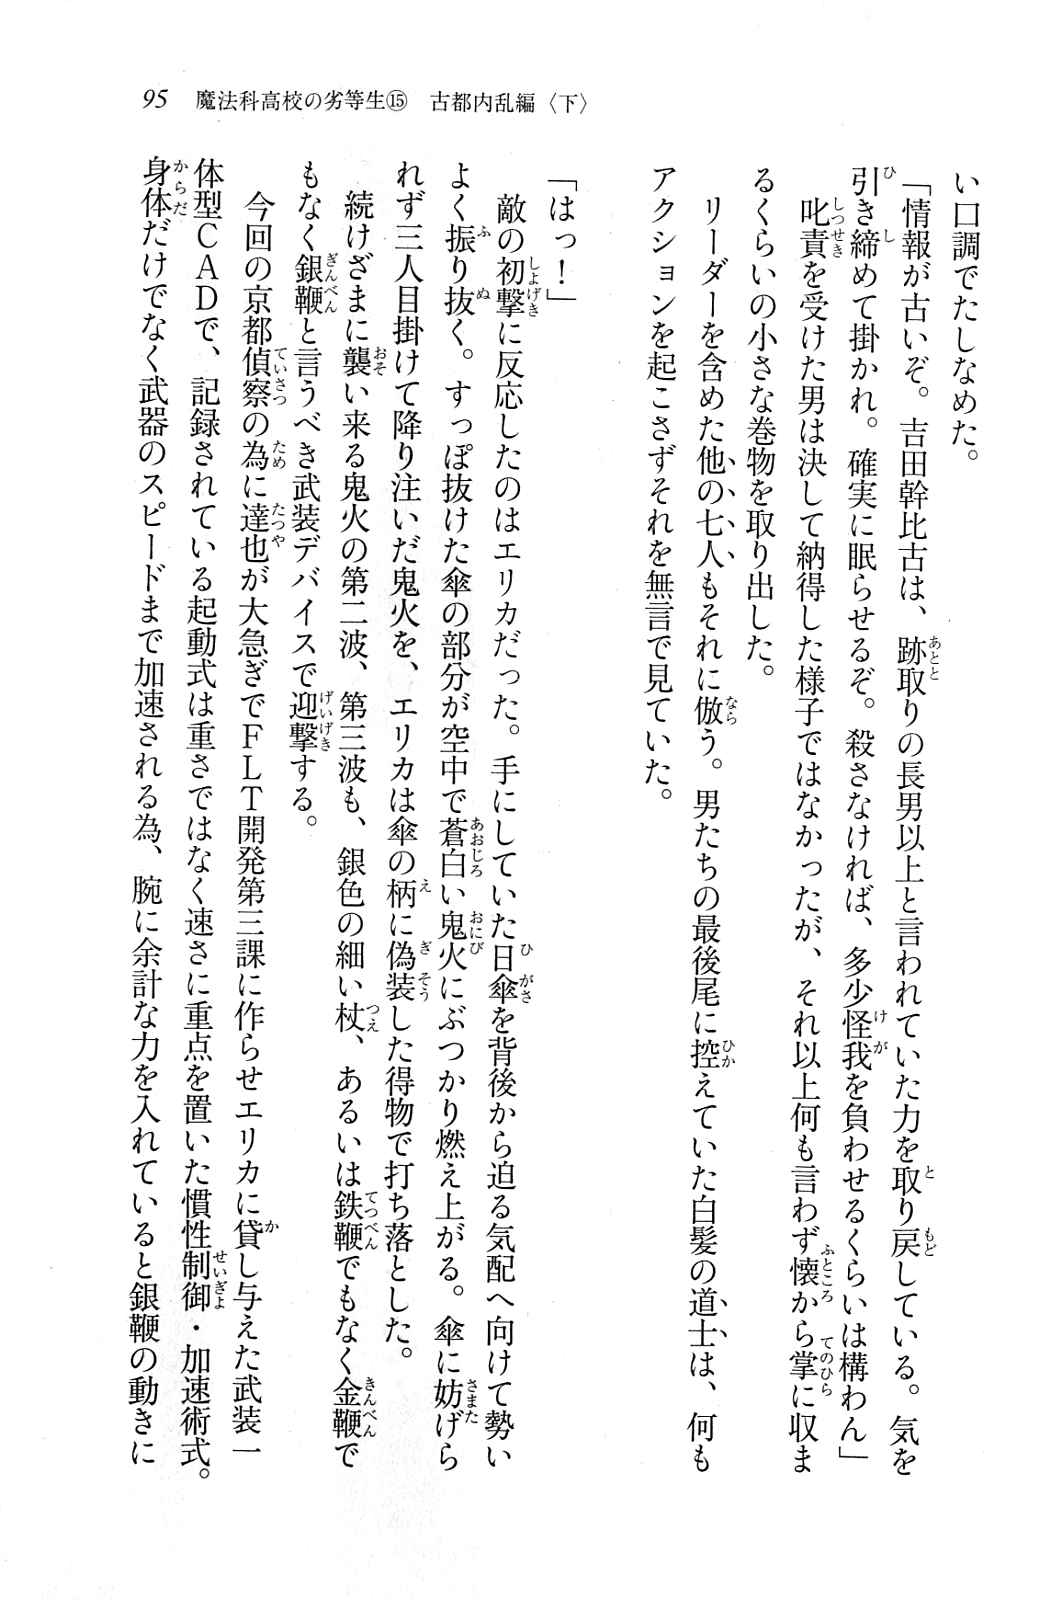 95　魔法科高校の劣等生⑮　古都内乱編〈下〉
い口調でたしなめた。
「情報が古いぞ。吉田幹比古は、跡取りの長男以上と言われていた力を取り戻している。気を
引き締めて掛かれ。確実に眠らせるぞ。殺さなければ、多少怪我を負わせるくらいは構わん」
　叱責を受けた男は決して納得した様子ではなかったが、それ以上何も言わず懐から掌に収ま
るくらいの小さな巻物を取り出した。
　リーダーを含めた他の七人もそれに倣う。男たちの最後尾に控えていた白髪の道士は、何も
アクションを起こさずそれを無言で見ていた。
「はっ！」
　敵の初撃に反応したのはエリカだった。手にしていた日傘を背後から迫る気配へ向けて勢い
よく振り抜く。すっぽ抜けた傘の部分が空中で蒼白い鬼火にぶつかり燃え上がる。傘に妨げら
れず三人目掛けて降り注いだ鬼火を、エリカは傘の柄に偽装した得物で打ち落とした。
　続けざまに襲い来る鬼火の第二波、第三波も、銀色の細い杖、あるいは鉄鞭でもなく金鞭で
もなく銀鞭と言うべき武装デバイスで迎撃する。
　今回の京都偵察の為に達也が大急ぎでＦＬＴ開発第三課に作らせエリカに貸し与えた武装一
体型ＣＡＤで、記録されている起動式は重さではなく速さに重点を置いた慣性制御・加速術式。
身体だけでなく武器のスピードまで加速される為、腕に余計な力を入れていると銀鞭の動きに